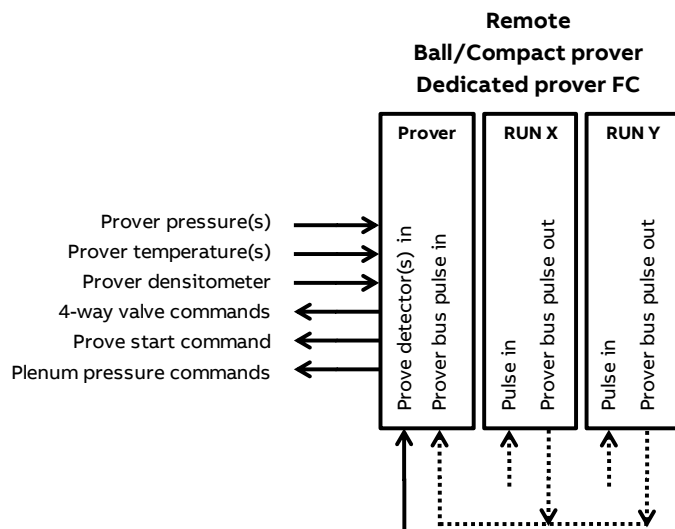 Remote
Ball/Compact prover
Dedicated prover FC
Prover
RUN X
RUN Y
Prover pressure(s)
Prover temperature(s)
Prover densitometer
4-way valve commands
Prove start command
Plenum pressure commands
Prove detector(s) in
Prover bus pulse in
Pulse in
Prover bus pulse out
Pulse in
Prover bus pulse out